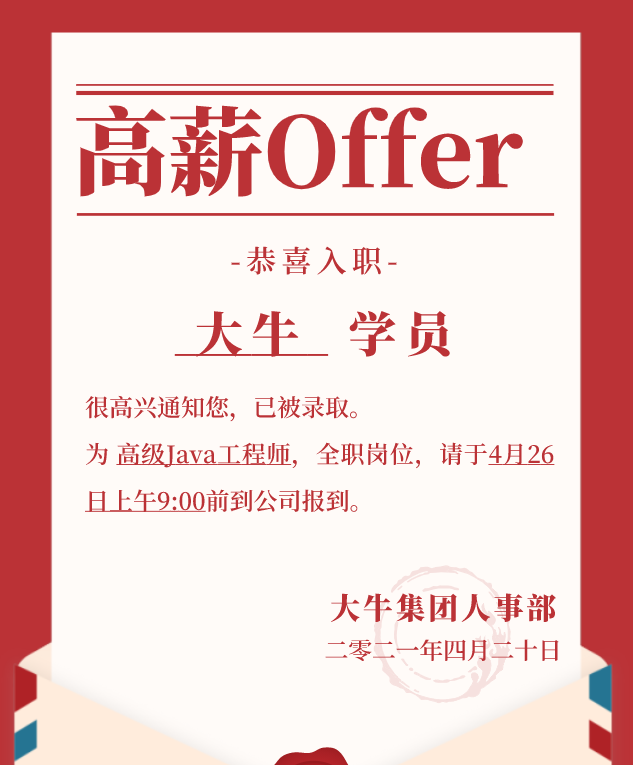 高薪Offer
-恭喜入职-
大牛 学员
很高兴通知您，已被录取。
为 高级Java工程师，全职岗位，请于4月26
日上午9:00前到公司报到。
大牛集团人事部
二零二一年四月二十日